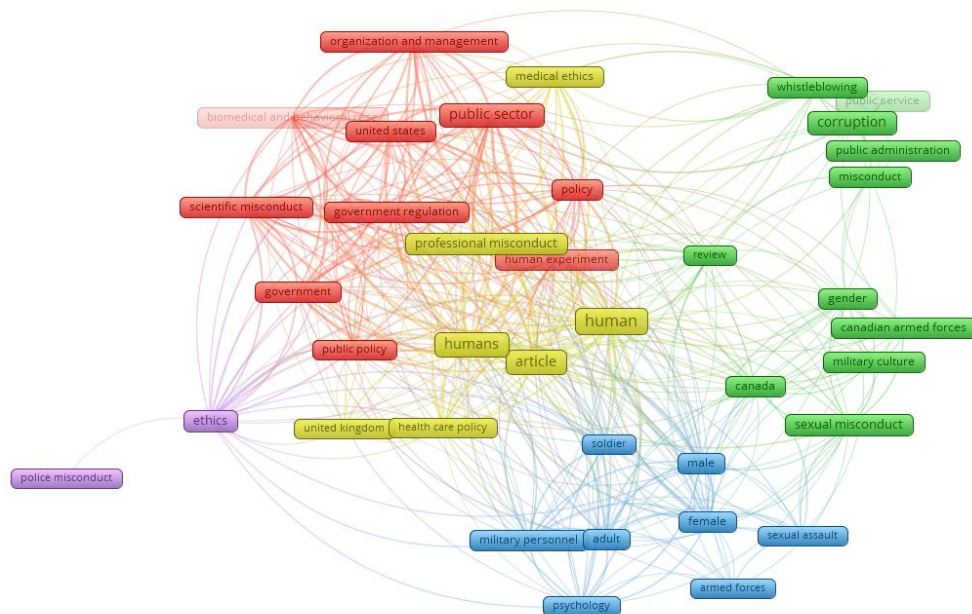 organization and management
medical ethics
whistleblowing
public service
public sector
biomedical and behavioral rese
corruption
united states
public administration
misconduct
policy
scientific misconduct
government regulation
professional misconduct
review
human experiment
government
gender
human
canadian armed forces
humans
public policy
article
military culture
canada
ethics
sexual misconduct
united kingdom
health care policy
soldier
male
police misconduct
female
sexual assault
military personnel
adult
armed forces
psychology